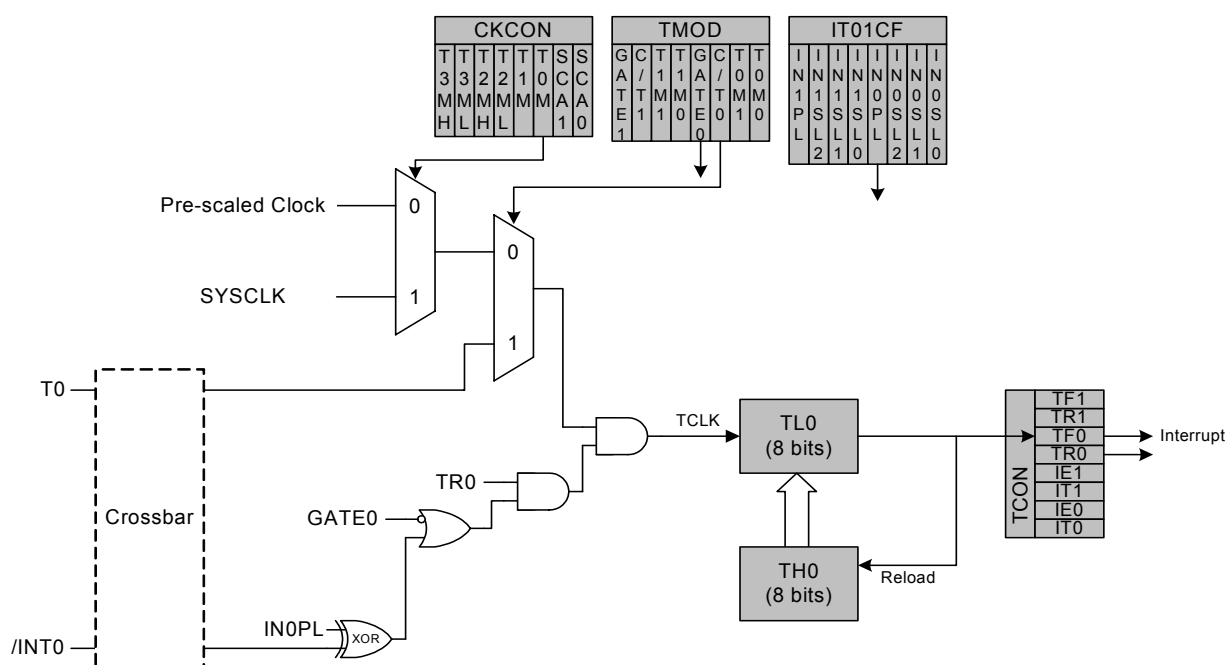 CKCON
T3MH T3ML T2MH T2ML T1M T0M SCA1 SCA0
TMOD
GATE1 C/T1 T1M1 T1M0 GATE0 C/T0 T0M1 T0M0
IT01CF
IN1PL IN1SL2 IN1SL1 IN1SL0 IN0PL IN0SL2 IN0SL1 IN0SL0
Pre-scaled Clock
0
SYSCLK
1
0
1
T0
Crossbar
/INT0
IN0PL
XOR
GATE0
TR0
TCLK
TL0
(8 bits)
TH0
(8 bits)
Reload
TCON
TF1
TR1
TF0
TR0
IE1
IT1
IE0
IT0
Interrupt